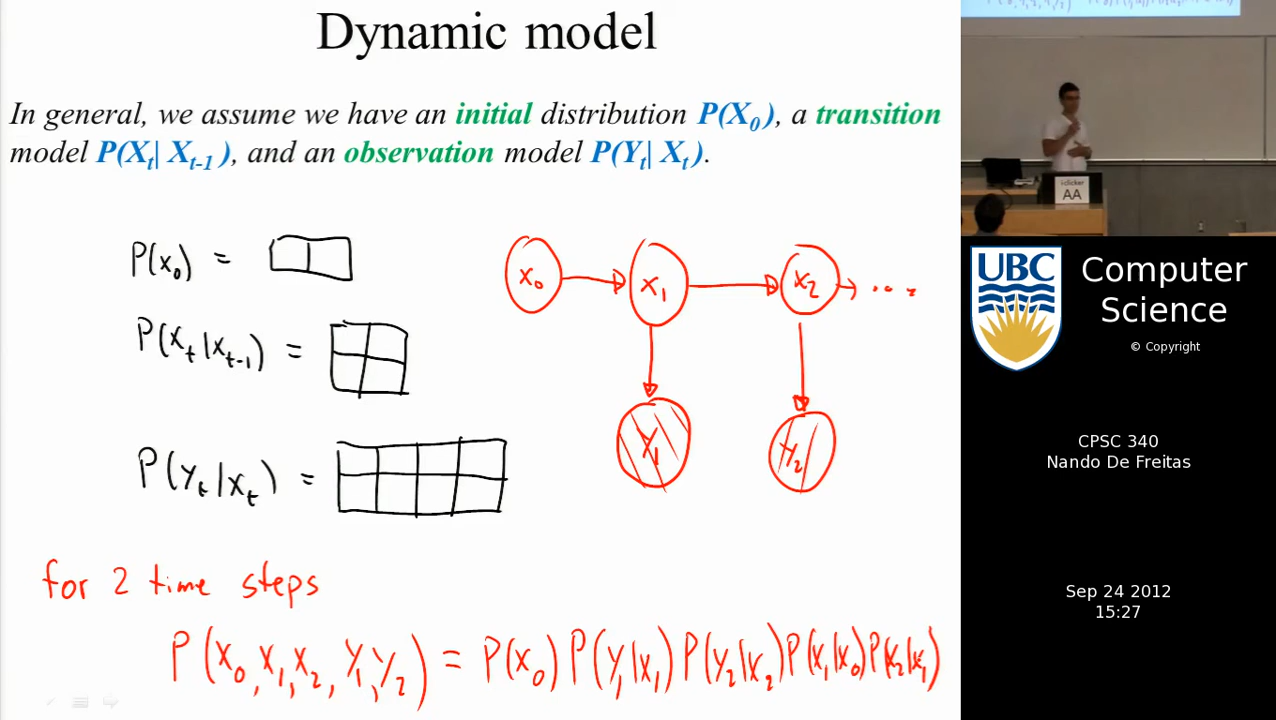 Dynamic model
In general, we assume we have an initial distribution P(X₀ ), a transition
model P(Xₜ| Xₜ₋₁ ), and an observation model P(Yₜ| Xₜ).
P(x₀) =
P(xₜ|xₜ₋₁) =
P(yₜ|xₜ) =
x₀ x₁ x₂ ...
Y₁ Y₂
for 2 time steps
P(x₀, x₁, x₂, Y₁, Y₂) = P(x₀) P(Y₁|x₁) P(y₂|x₂) P(x₁|x₀) P(x₂|x₁)
iclicker
AA
UBC
Computer
Science
© Copyright
CPSC 340
Nando De Freitas
Sep 24 2012
15:27